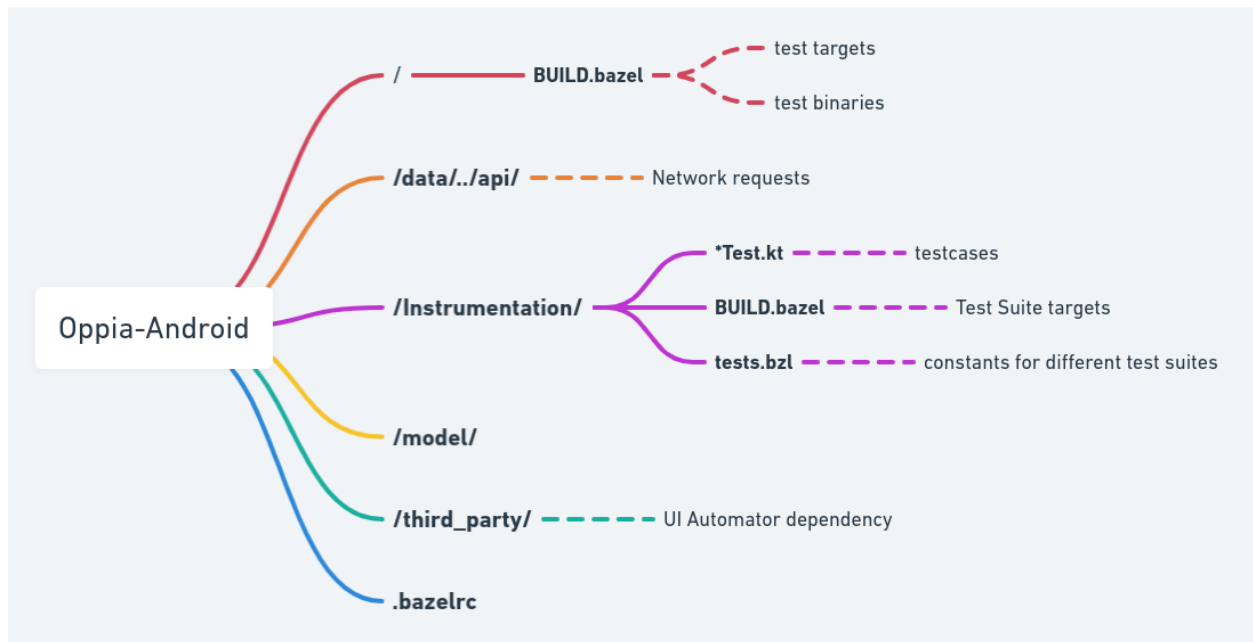 test targets
/
BUILD.bazel
test binaries
/data/../api/
Network requests
*Test.kt
testcases
Oppia-Android
/Instrumentation/
BUILD.bazel
Test Suite targets
tests.bzl
constants for different test suites
/model/
/third_party/
UI Automator dependency
.bazelrc